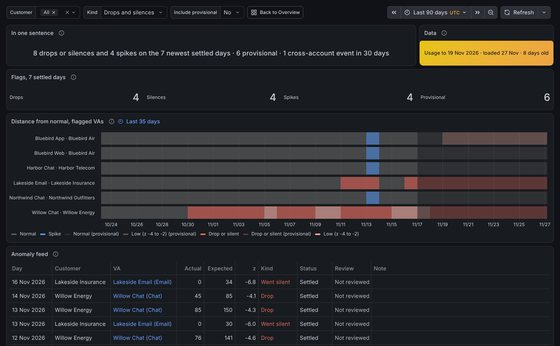 Customer All × × Kind Drops and silences Include provisional No Back to Overview Last 90 days UTC Refresh
In one sentence
8 drops or silences and 4 spikes on the 7 newest settled days · 6 provisional · 1 cross-account event in 30 days
Data
Usage to 19 Nov 2026 · loaded 27 Nov · 8 days old
Flags, 7 settled days
Drops 4 Silences 4 Spikes 4 Provisional 6
Distance from normal, flagged VAs Last 35 days
Bluebird App · Bluebird Air
Bluebird Web · Bluebird Air
Harbor Chat · Harbor Telecom
Lakeside Email · Lakeside Insurance
Northwind Chat · Northwind Outfitters
Willow Chat · Willow Energy
10/24 10/26 10/28 10/30 11/01 11/03 11/05 11/07 11/09 11/11 11/13 11/15 11/17 11/19 11/21 11/23 11/25 11/27
Normal Spike Normal (provisional) Low (z -4 to -2) (provisional) Drop or silent Drop or silent (provisional) Low (z -4 to -2)
Anomaly feed
Day Customer VA Actual Expected z Kind Status Review Note
16 Nov 2026 Lakeside Insurance Lakeside Email (Email) 0 34 -6.8 Went silent Settled Not reviewed
14 Nov 2026 Willow Energy Willow Chat (Chat) 45 85 -4.1 Drop Settled Not reviewed
13 Nov 2026 Willow Energy Willow Chat (Chat) 85 150 -4.3 Drop Settled Not reviewed
13 Nov 2026 Lakeside Insurance Lakeside Email (Email) 0 30 -6.0 Went silent Settled Not reviewed
12 Nov 2026 Willow Energy Willow Chat (Chat) 76 141 -4.6 Drop Settled Not reviewed